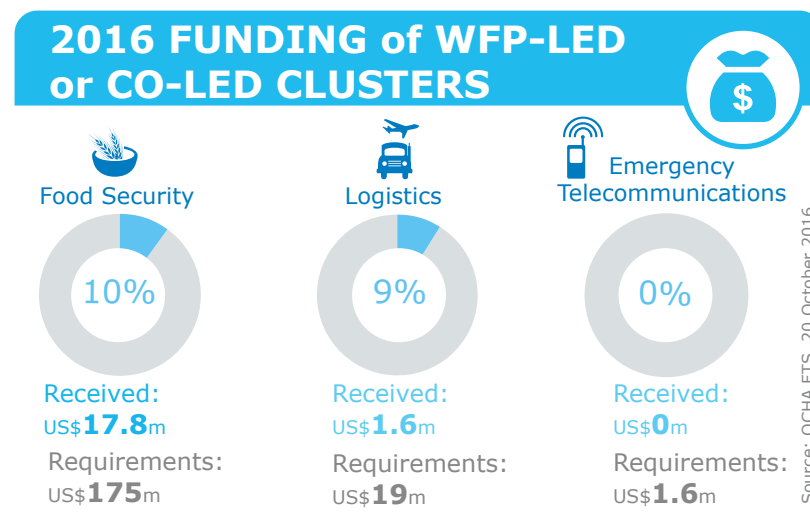 2016 FUNDING of WFP-LED
or CO-LED CLUSTERS
$
Food Security
10%
Received:
US$17.8m
Requirements:
US$175m
Logistics
9%
Received:
US$1.6m
Requirements:
US$19m
Emergency
Telecommunications
0%
Received:
US$0m
Requirements:
US$1.6m
Source: OCHA FTS, 20 October 2016